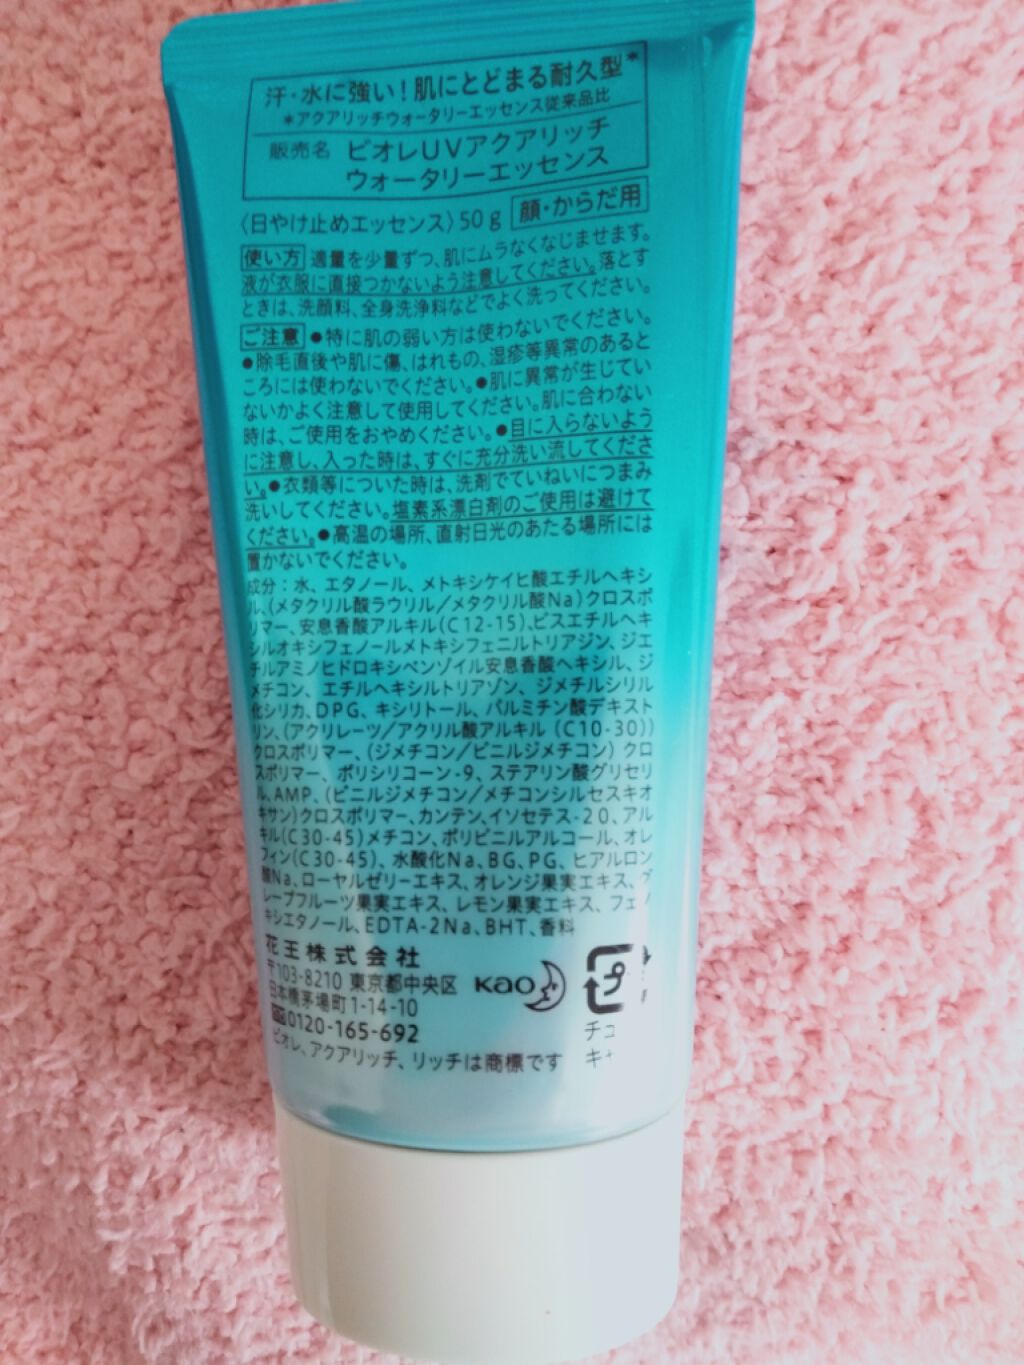 汗・水に強い!肌にとどまる耐久型*
*アクアリッチウォータリーエッセンス従来品比
販売名 ビオレUVアクアリッチ
ウォータリーエッセンス
〈日やけ止めエッセンス〉50g 顔・からだ用
使い方 適量を少量ずつ、肌にムラなくなじませます。
液が衣服に直接つかないよう注意してください。落とす
ときは、洗顔料、全身洗浄料などでよく洗ってください。
ご注意 ●特に肌の弱い方は使わないでください。
●除毛直後や肌に傷、はれもの、湿疹等異常のあると
ころには使わないでください。●肌に異常が生じてい
ないかよく注意して使用してください。肌に合わない
時は、ご使用をおやめください。●目に入らないよう
に注意し、入った時は、すぐに充分洗い流してくださ
い。●衣類等についた時は、洗剤でていねいにつまみ
洗いしてください。塩素系漂白剤のご使用は避けて
ください。●高温の場所、直射日光のあたる場所には
置かないでください。
成分:水、エタノール、メトキシケイヒ酸エチルヘキシ
ル、(メタクリル酸ラウリル/メタクリル酸Na)クロスポ
リマー、安息香酸アルキル(C12-15)、ビスエチルヘキ
シルオキシフェノールメトキシフェニルトリアジン、ジエ
チルアミノヒドロキシベンゾイル安息香酸ヘキシル、ジ
メチコン、エチルヘキシルトリアゾン、ジメチルシリル
化シリカ、DPG、キシリトール、パルミチン酸デキスト
リン、(アクリレーツ/アクリル酸アルキル(C10-30))
クロスポリマー、(ジメチコン/ビニルジメチコン)クロ
スポリマー、ポリシリコーン-9、ステアリン酸グリセリ
ル、AMP、(ビニルジメチコン/メチコンシルセスキオ
キサン)クロスポリマー、カンテン、イソセテス-20、アル
キル(C30-45)メチコン、ポリビニルアルコール、オレ
フィン(C30-45)、水酸化Na、BG、PG、ヒアルロン
酸Na、ローヤルゼリーエキス、オレンジ果実エキス、グ
レープフルーツ果実エキス、レモン果実エキス、フェノ
キシエタノール、EDTA-2Na、BHT、香料
花王株式会社
〒103-8210 東京都中央区
日本橋茅場町1-14-10
0120-165-692
ビオレ、アクアリッチ、リッチは商標です
Kao
プ
チュ
キャ